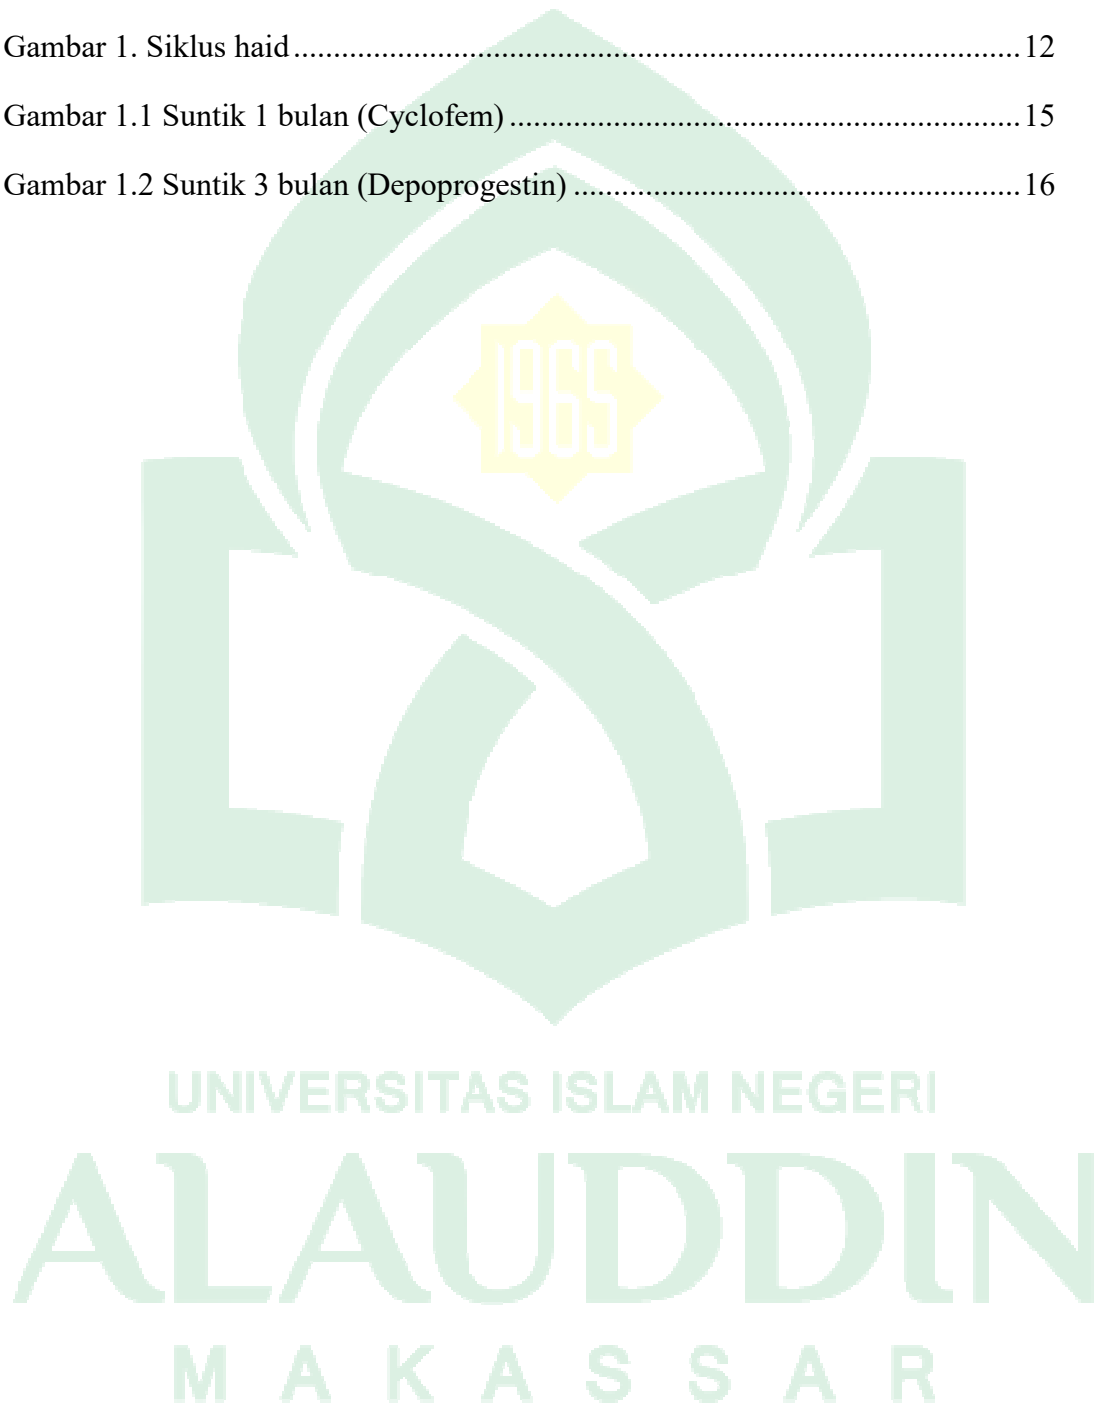 Gambar 1. Siklus haid........................................................................................... 12
Gambar 1.1 Suntik 1 bulan (Cyclofem)................................................................ 15
Gambar 1.2 Suntik 3 bulan (Depoprogestin)........................................................ 16
1965
UNIVERSITAS ISLAM NEGERI
ALAUDDIN
MAKASSAR